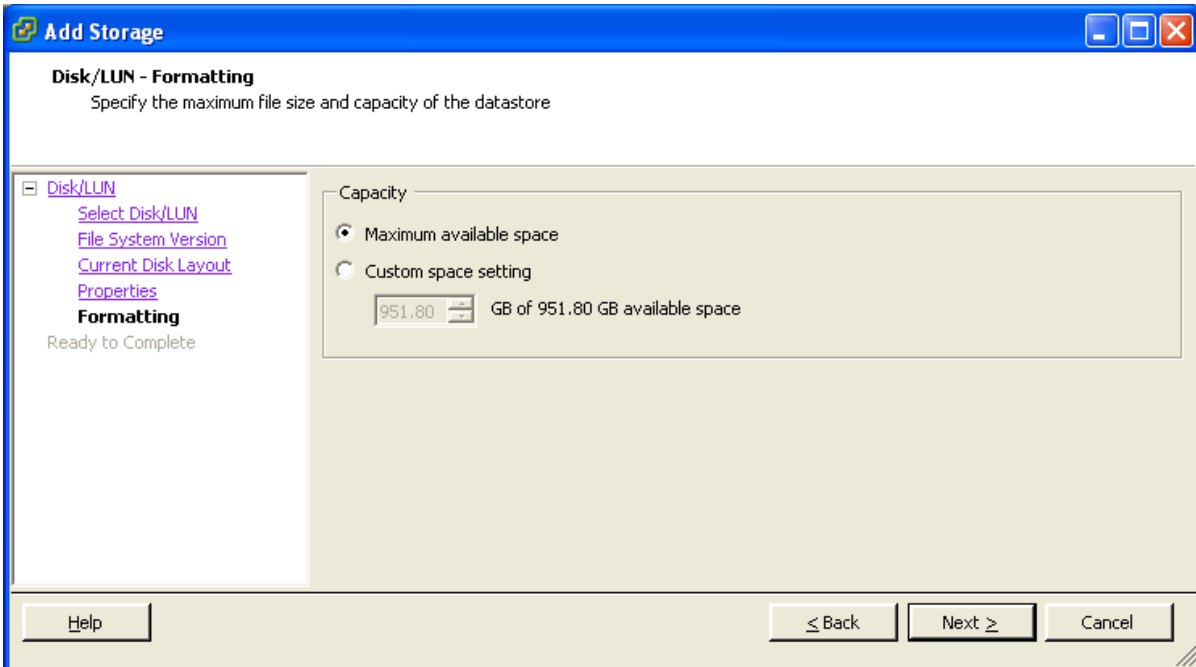 Add Storage
Disk/LUN - Formatting
Specify the maximum file size and capacity of the datastore
Disk/LUN
Select Disk/LUN
File System Version
Current Disk Layout
Properties
Formatting
Ready to Complete
Capacity
Maximum available space
Custom space setting
951.80 GB of 951.80 GB available space
Help
< Back
Next >
Cancel